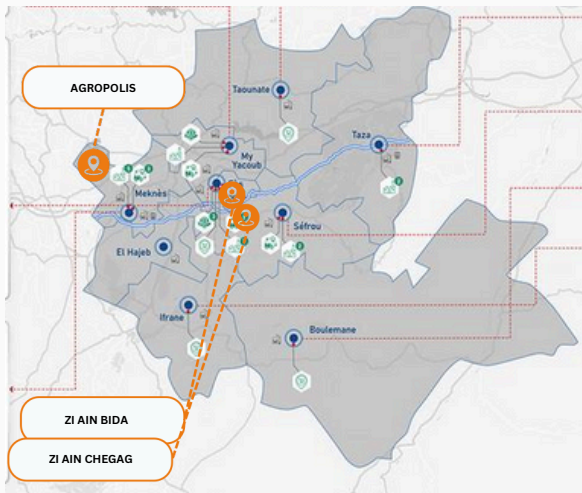 AGROPOLIS
Taounate
Taza
My
Yacoub
Meknès
Séfrou
El Hajeb
Ifrane
Boulemane
ZI AIN BIDA
ZI AIN CHEGAG